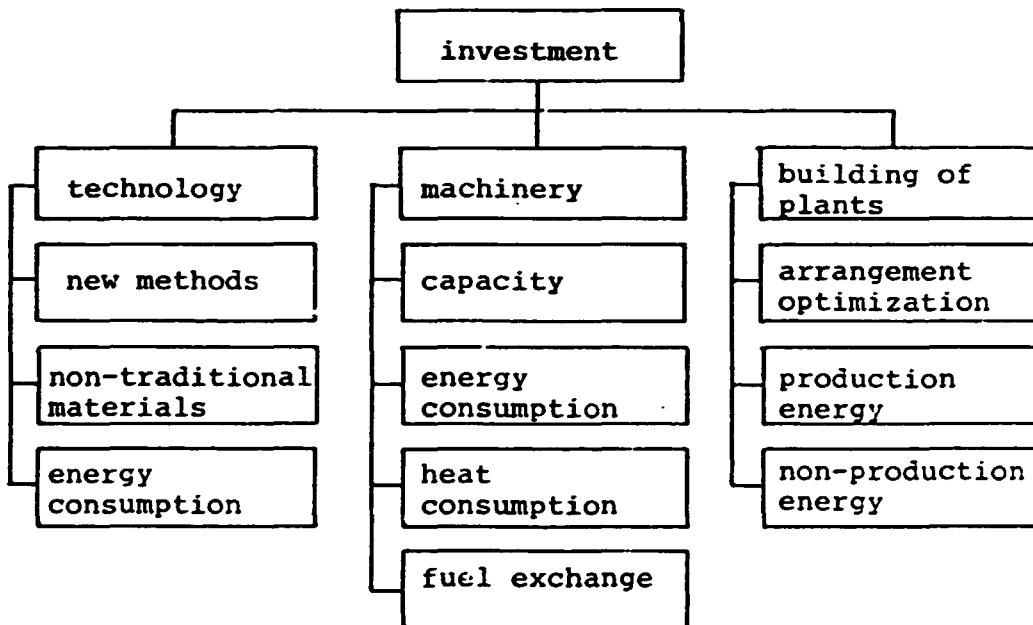 investment
technology
new methods
non-traditional
materials
energy
consumption
machinery
capacity
energy
consumption
heat
consumption
fuel exchange
building of
plants
arrangement
optimization
production
energy
non-production
energy